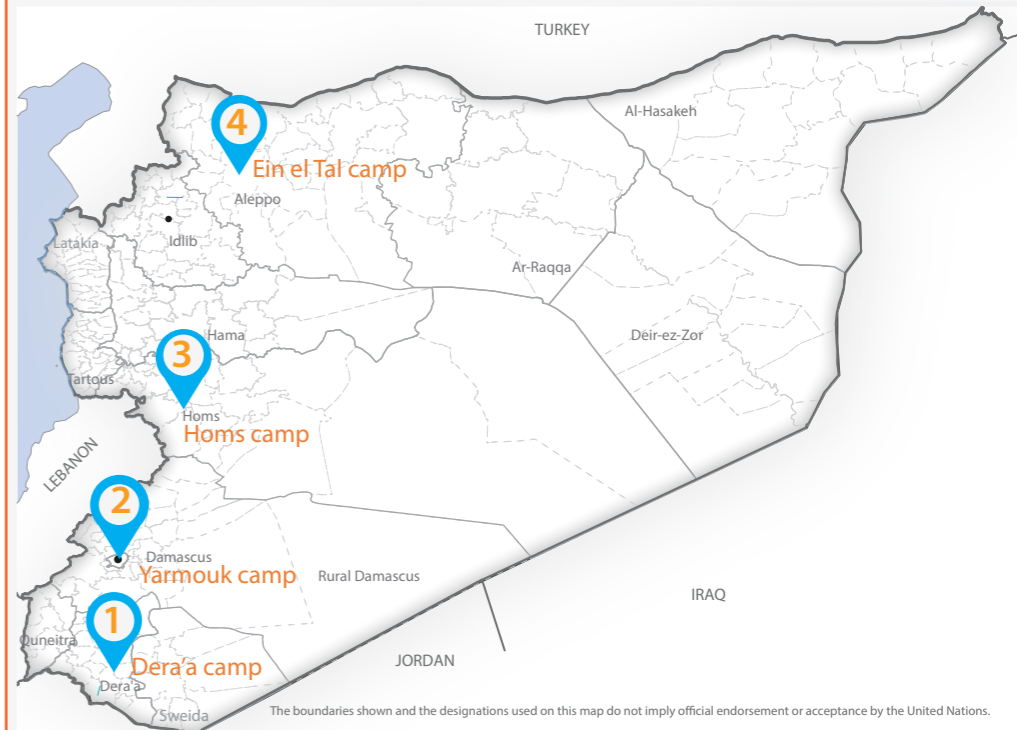 TURKEY
4
Al-Hasakeh
Ein el Tal camp
Aleppo
Idlib
Latakia
Ar-Raqqa
Hama
Deir-ez-Zor
3
Tartous
Homs
Homs camp
LEBANON
2
Damascus
Yarmouk camp
Rural Damascus
IRAQ
1
Quneitra
JORDAN
Dera'a camp
Dera'a
Sweida
The boundaries shown and the designations used on this map do not imply official endorsement or acceptance by the United Nations.